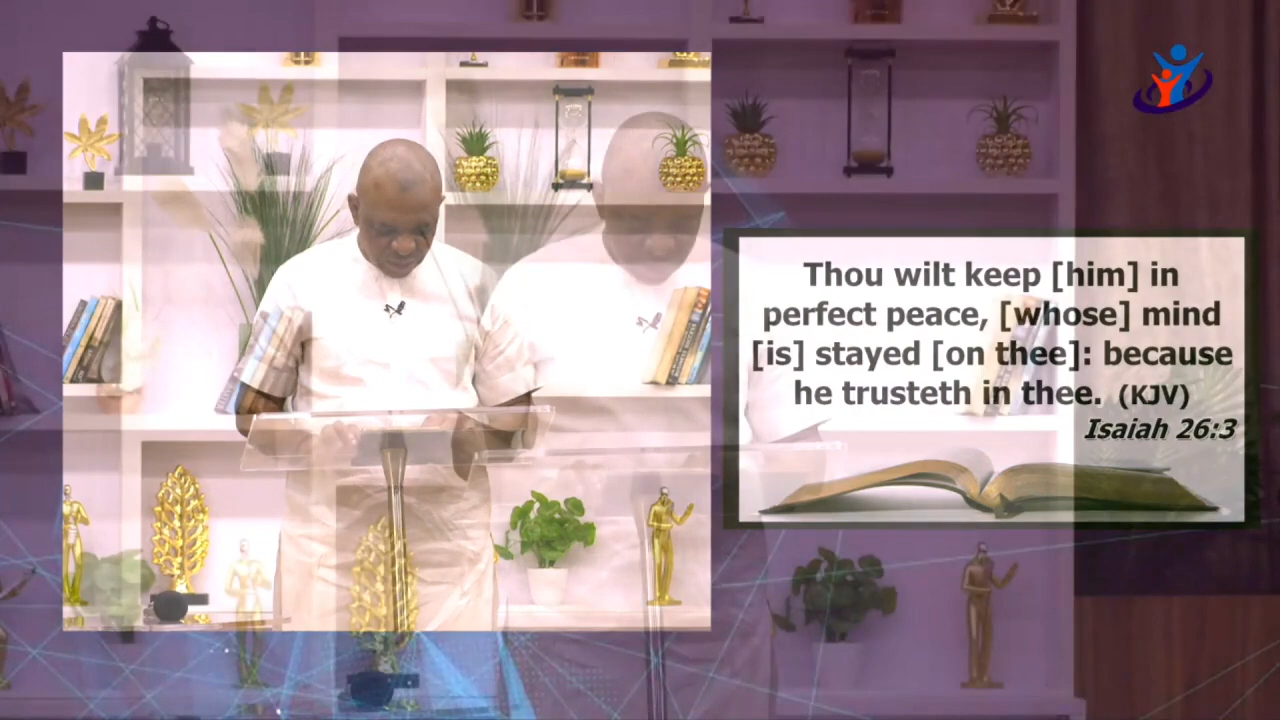 Thou wilt keep [him] in
perfect peace, [whose] mind
[is] stayed [on thee]: because
he trusteth in thee. (KJV)
Isaiah 26:3